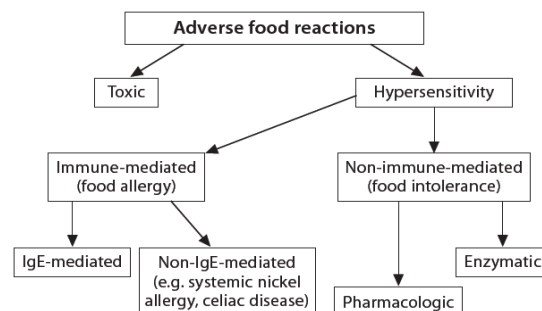 Adverse food reactions
Toxic
Hypersensitivity
Immune-mediated
(food allergy)
Non-immune-mediated
(food intolerance)
IgE-mediated
Non-IgE-mediated
(e.g. systemic nickel
allergy, celiac disease)
Enzymatic
Pharmacologic